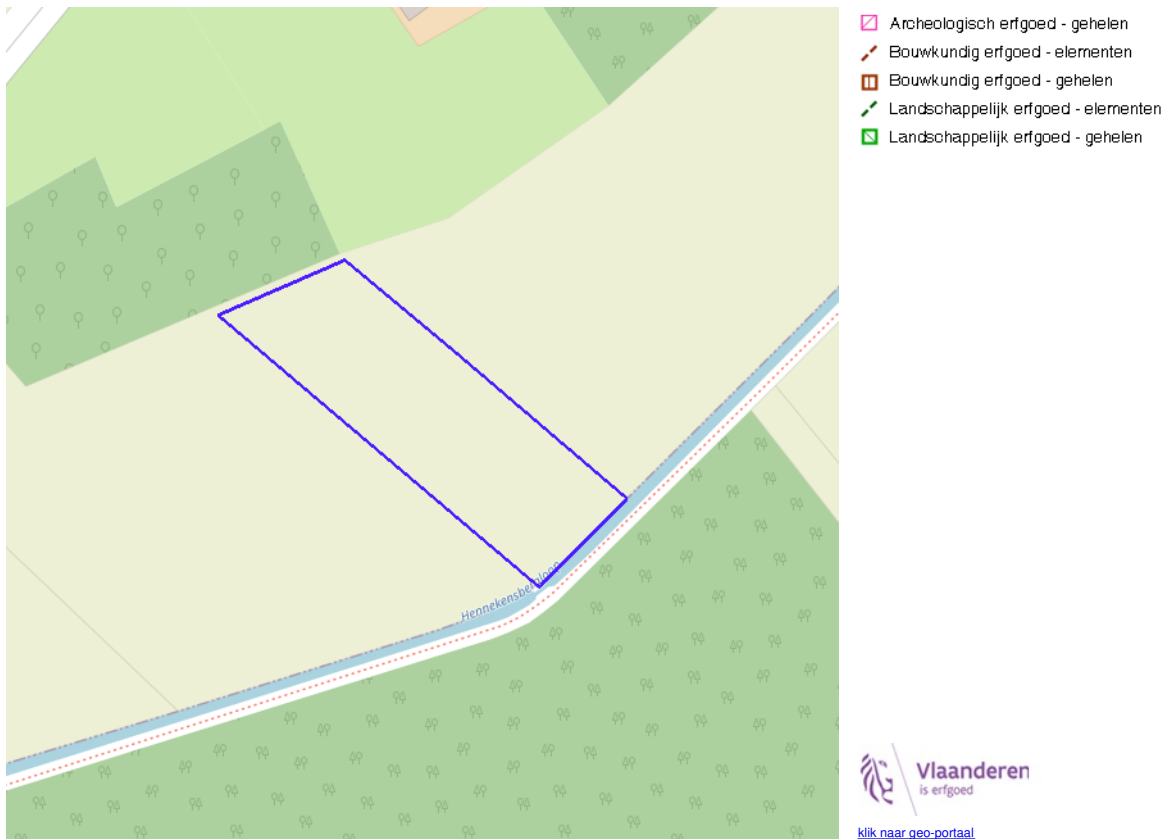 Archeologisch erfgoed - gehelen
Bouwkundig erfgoed - elementen
Bouwkundig erfgoed - gehelen
Landschappelijk erfgoed - elementen
Landschappelijk erfgoed - gehelen
Hennekensbergloop
Vlaanderen
is erfgoed
klik naar geo-portaal